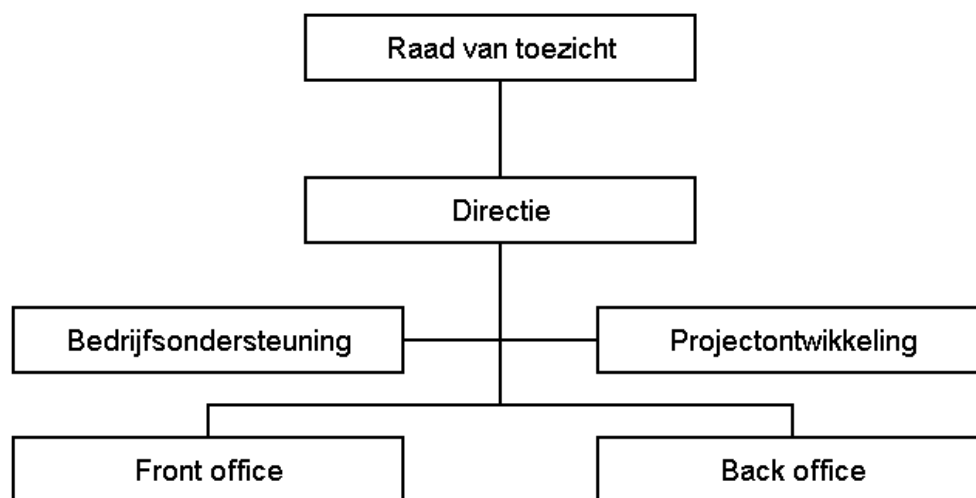 Raad van toezicht
Directie
Bedrijfsondersteuning
Projectontwikkeling
Front office
Back office